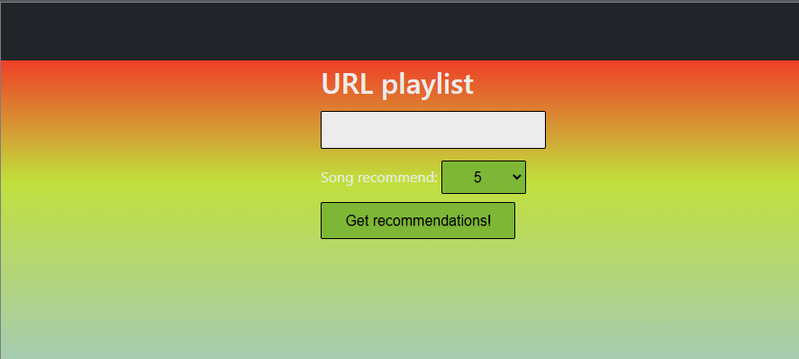 URL playlist
Song recommend: 5
Get recommendations!